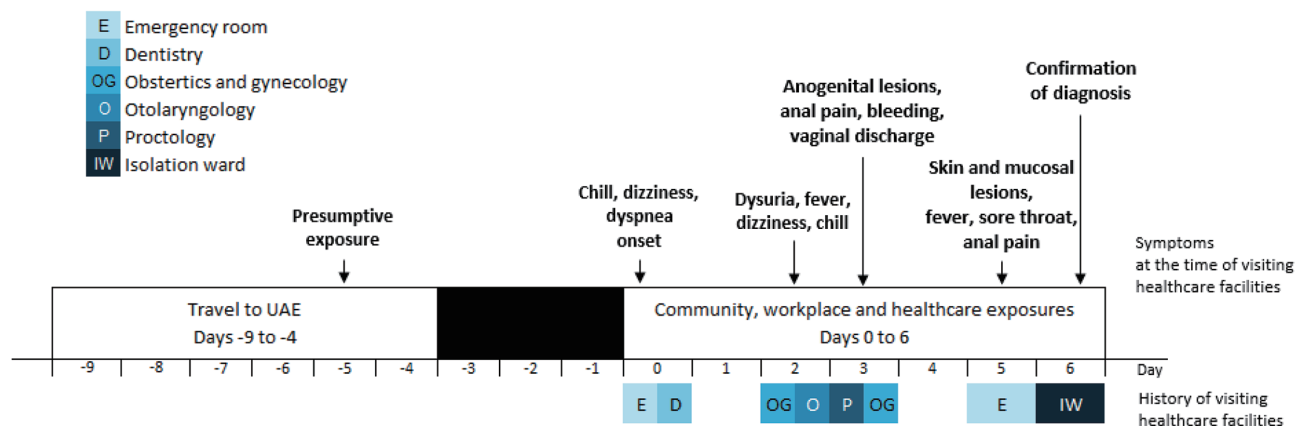 E Emergency room
D Dentistry
OG Obstertics and gynecology
O Otolaryngology
P Proctology
IW Isolation ward
Presumptive
exposure
Chill, dizziness,
dyspnea
onset
Dysuria, fever,
dizziness, chill
Anogenital lesions,
anal pain, bleeding,
vaginal discharge
Skin and mucosal
lesions,
fever, sore throat,
anal pain
Confirmation
of diagnosis
Symptoms
at the time of visiting
healthcare facilities
Travel to UAE
Days -9 to -4
Community, workplace and healthcare exposures
Days 0 to 6
-9 -8 -7 -6 -5 -4 -3 -2 -1 0 1 2 3 4 5 6 Day
E D OG O P OG E IW
History of visiting
healthcare facilities